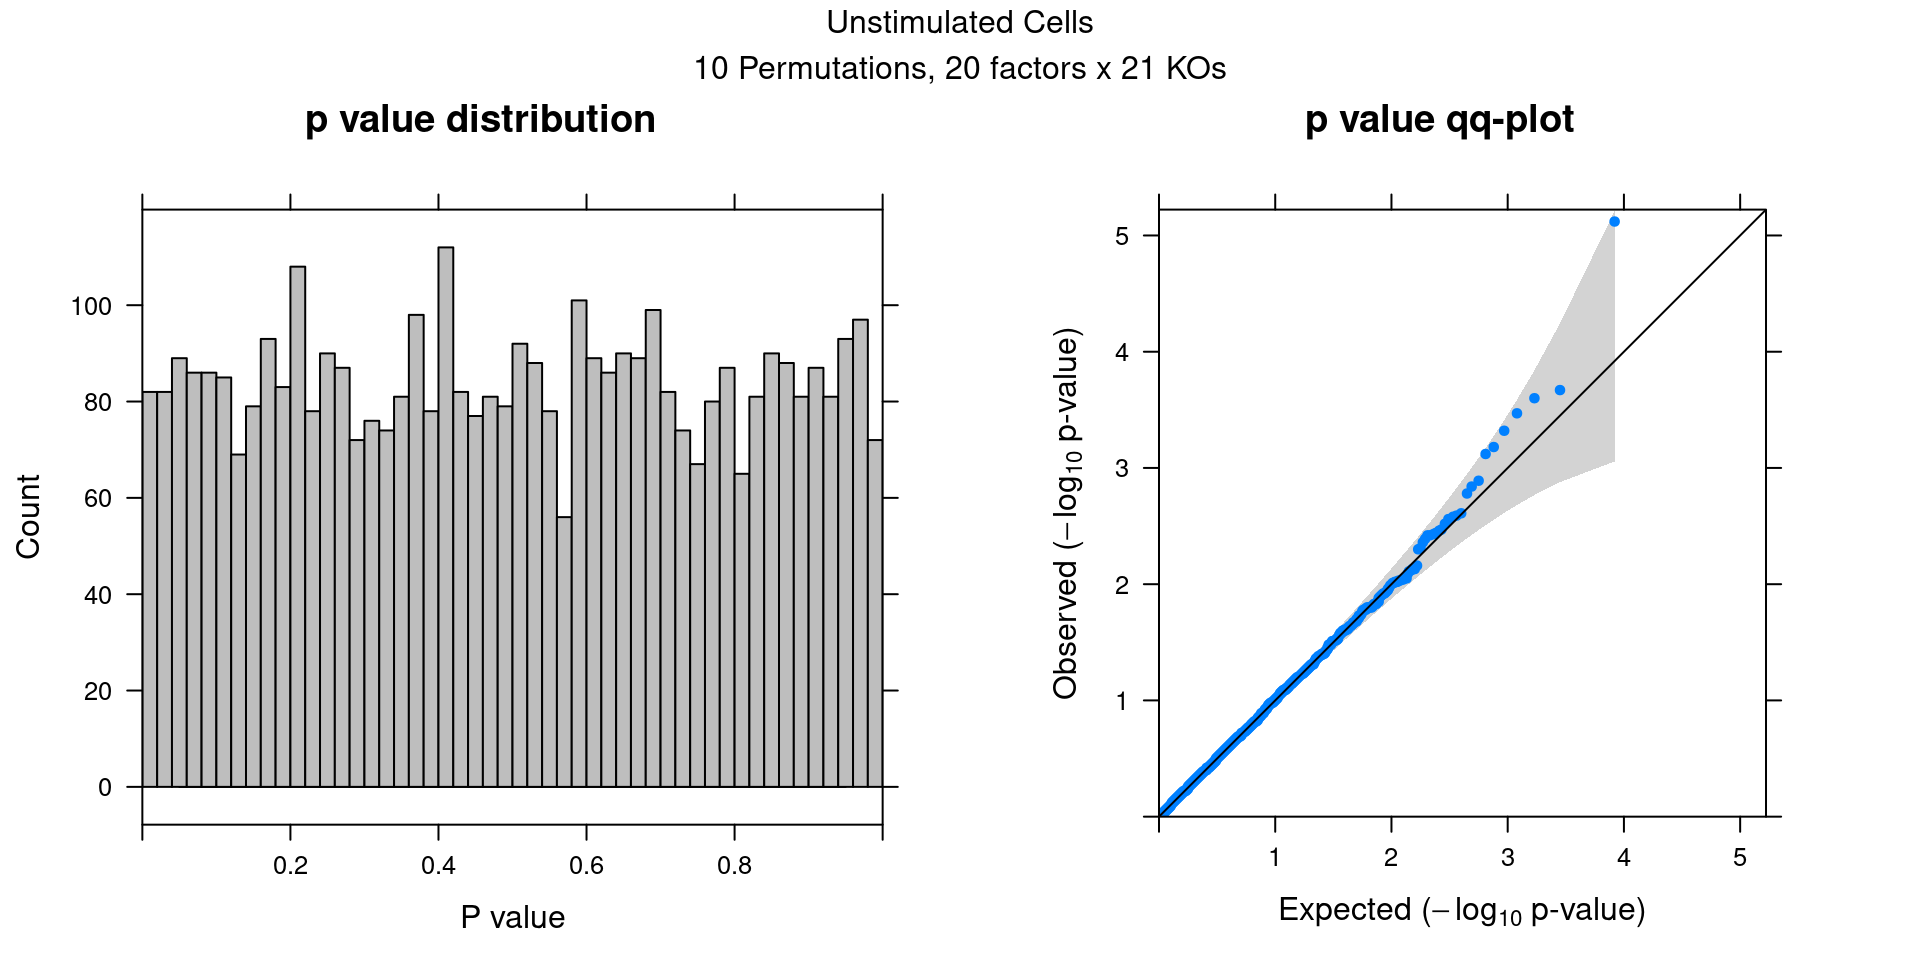 Unstimulated Cells
10 Permutations, 20 factors x 21 KOs
p value distribution
Count
0
20
40
60
80
100
0.2
0.4
0.6
0.8
P value
p value qq-plot
Observed (−log10 p-value)
1
2
3
4
5
1
2
3
4
5
Expected (−log10 p-value)